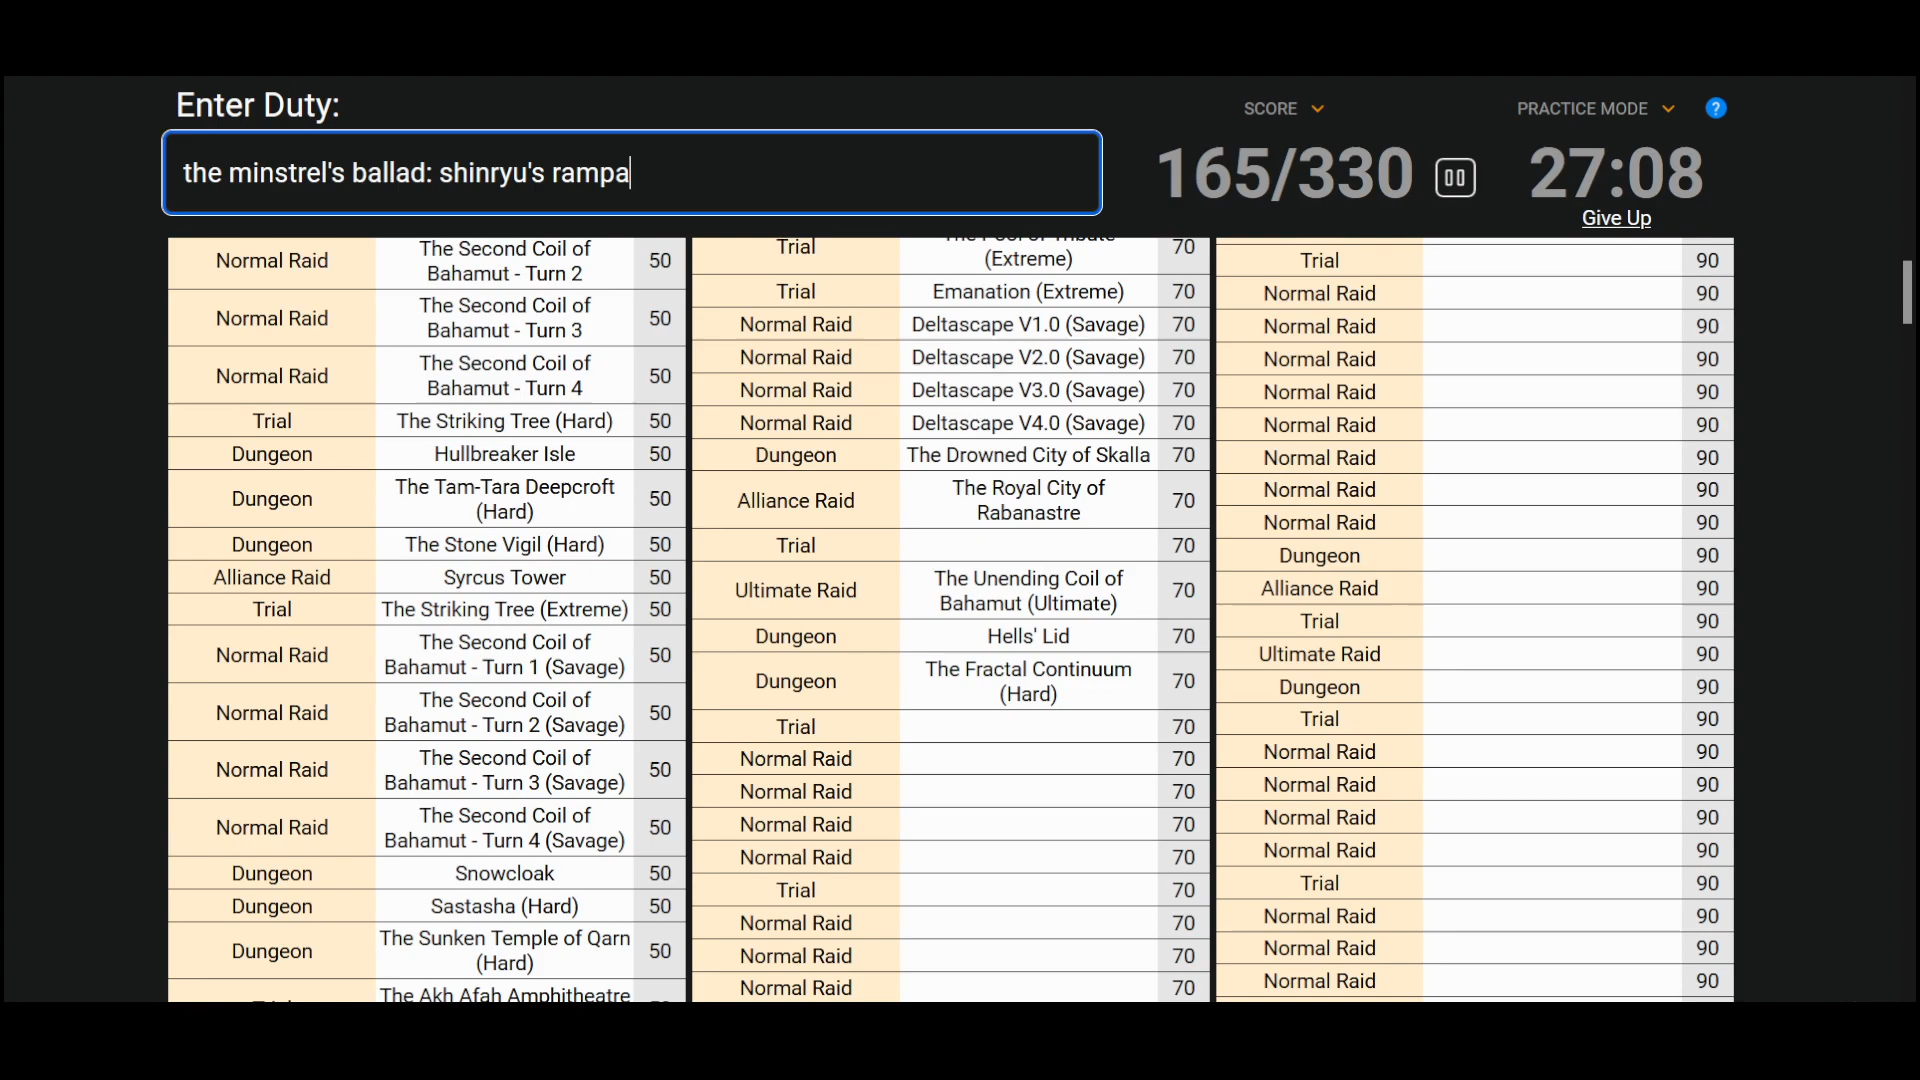 Enter Duty:
the minstrel's ballad: shinryu's rampa
SCORE
165/330
PRACTICE MODE
?
27:08
Give Up
Normal Raid
The Second Coil of
Bahamut - Turn 2
50
Normal Raid
The Second Coil of
Bahamut - Turn 3
50
Normal Raid
The Second Coil of
Bahamut - Turn 4
50
Trial
The Striking Tree (Hard)
50
Dungeon
Hullbreaker Isle
50
Dungeon
The Tam-Tara Deepcroft
(Hard)
50
Dungeon
The Stone Vigil (Hard)
50
Alliance Raid
Syrcus Tower
50
Trial
The Striking Tree (Extreme)
50
Normal Raid
The Second Coil of
Bahamut - Turn 1 (Savage)
50
Normal Raid
The Second Coil of
Bahamut - Turn 2 (Savage)
50
Normal Raid
The Second Coil of
Bahamut - Turn 3 (Savage)
50
Normal Raid
The Second Coil of
Bahamut - Turn 4 (Savage)
50
Dungeon
Snowcloak
50
Dungeon
Sastasha (Hard)
50
Dungeon
The Sunken Temple of Qarn
(Hard)
50
The Akh Afah Amphitheatre
Trial
The Pool of Tribute
(Extreme)
70
Trial
Emanation (Extreme)
70
Normal Raid
Deltascape V1.0 (Savage)
70
Normal Raid
Deltascape V2.0 (Savage)
70
Normal Raid
Deltascape V3.0 (Savage)
70
Normal Raid
Deltascape V4.0 (Savage)
70
Dungeon
The Drowned City of Skalla
70
Alliance Raid
The Royal City of
Rabanastre
70
Trial
70
Ultimate Raid
The Unending Coil of
Bahamut (Ultimate)
70
Dungeon
Hells' Lid
70
Dungeon
The Fractal Continuum
(Hard)
70
Trial
70
Normal Raid
70
Normal Raid
70
Normal Raid
70
Normal Raid
70
Trial
70
Normal Raid
70
Normal Raid
70
Normal Raid
70
Trial
90
Normal Raid
90
Normal Raid
90
Normal Raid
90
Normal Raid
90
Normal Raid
90
Normal Raid
90
Normal Raid
90
Normal Raid
90
Dungeon
90
Alliance Raid
90
Trial
90
Ultimate Raid
90
Dungeon
90
Trial
90
Normal Raid
90
Normal Raid
90
Normal Raid
90
Normal Raid
90
Trial
90
Normal Raid
90
Normal Raid
90
Normal Raid
90